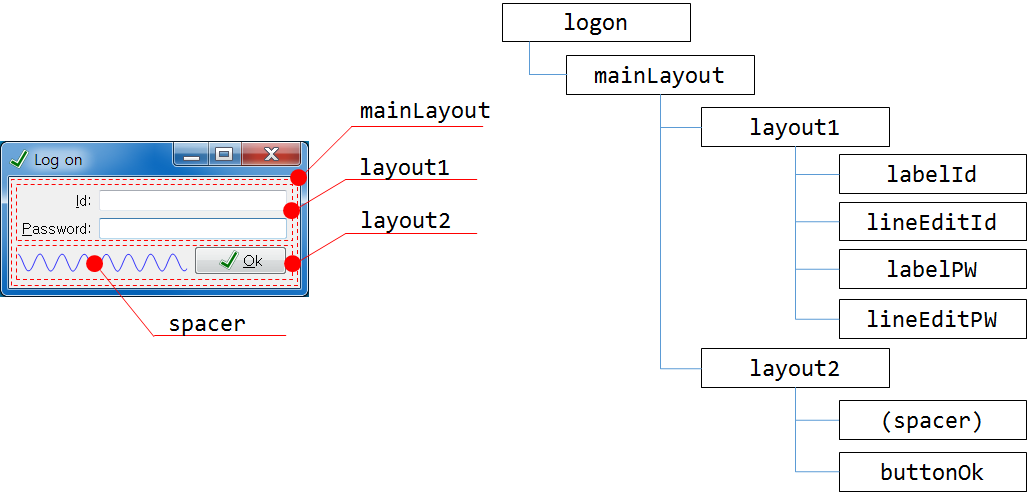 Log on
Id:
Password:
Ok
mainLayout
layout1
layout2
spacer
logon
mainLayout
layout1
labelId
lineEditId
labelPW
lineEditPW
layout2
(spacer)
buttonOk